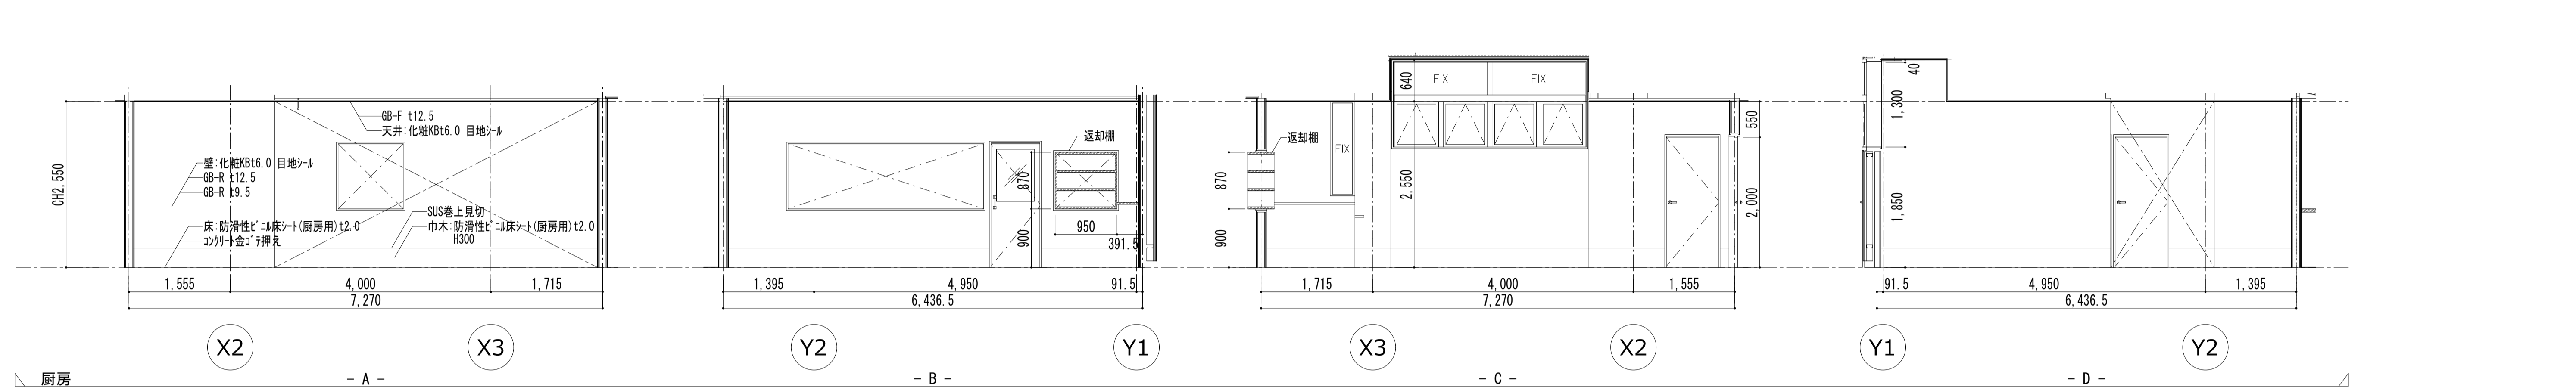 CH2,550
GB-F t12.5
天井:化粧KBt6.0 目地ｼｰﾙ
壁:化粧KBt6.0 目地ｼｰﾙ
GB-R t12.5
GB-R t9.5
SUS巻上見切
床:防滑性ﾋﾞﾆﾙ床ｼｰﾄ(厨房用)t2.0
ｺﾝｸﾘｰﾄ金ｺﾞﾃ押え
巾木:防滑性ﾋﾞﾆﾙ床ｼｰﾄ(厨房用)t2.0
H300
1,555
4,000
1,715
7,270
X2
X3
厨房
- A -
返却棚
870
900
950
391.5
1,395
4,950
91.5
6,436.5
Y2
Y1
- B -
640
FIX
FIX
返却棚
FIX
870
900
2,550
550
2,000
1,715
4,000
1,555
7,270
X3
X2
- C -
40
1,300
1,850
91.5
4,950
1,395
6,436.5
Y1
Y2
- D -